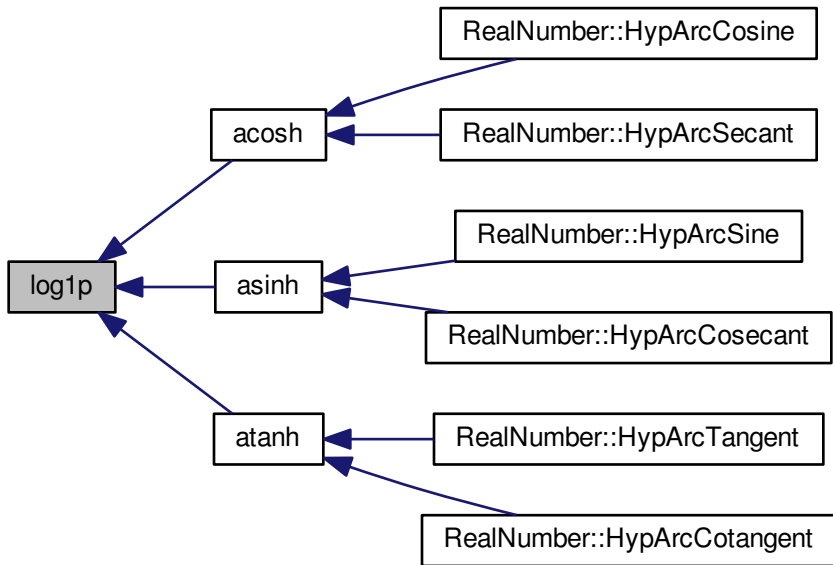 RealNumber::HypArcCosine
acosh
RealNumber::HypArcSecant
RealNumber::HypArcSine
log1p
asinh
RealNumber::HypArcCosecant
atanh
RealNumber::HypArcTangent
RealNumber::HypArcCotangent